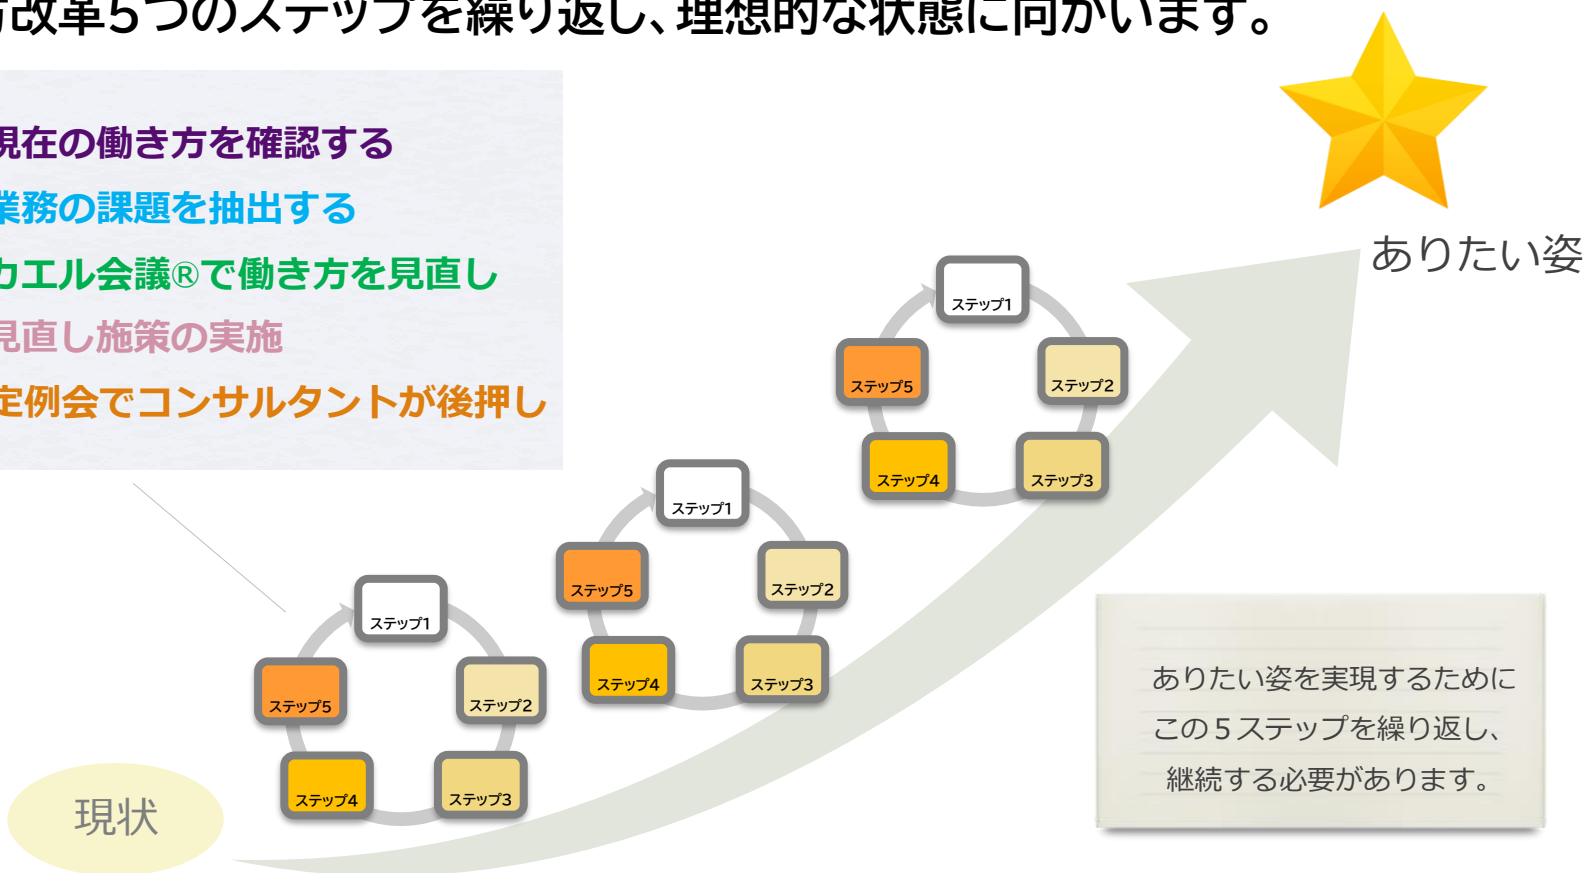 方改革5つのステップを繰り返し、理想的な状態に向かいます。
現在の働き方を確認する
業務の課題を抽出する
カエル会議®で働き方を見直し
見直し施策の実施
定例会でコンサルタントが後押し
ありたい姿
ステップ1
ステップ5
ステップ2
ステップ4
ステップ3
ステップ1
ステップ5
ステップ2
ステップ4
ステップ3
ステップ1
ステップ5
ステップ2
ステップ4
ステップ3
ありたい姿を実現するために
この5ステップを繰り返し、
継続する必要があります。
現状